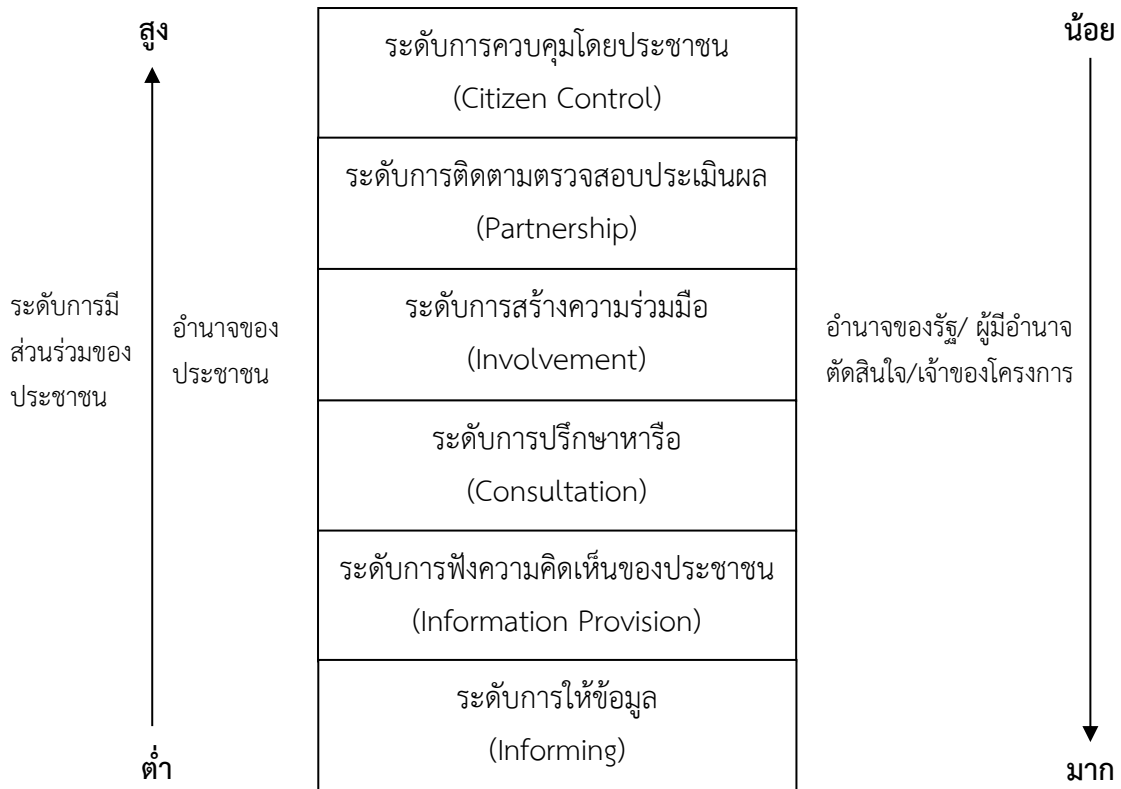 สูง
น้อย
ระดับการควบคุมโดยประชาชน
(Citizen Control)
ระดับการติดตามตรวจสอบประเมินผล
(Partnership)
ระดับการมี
ส่วนร่วมของ
ประชาชน
อำนาจของ
ประชาชน
ระดับการสร้างความร่วมมือ
(Involvement)
อำนาจของรัฐ/ ผู้มีอำนาจ
ตัดสินใจ/เจ้าของโครงการ
ระดับการปรึกษาหารือ
(Consultation)
ระดับการฟังความคิดเห็นของประชาชน
(Information Provision)
ระดับการให้ข้อมูล
(Informing)
ต่ำ
มาก